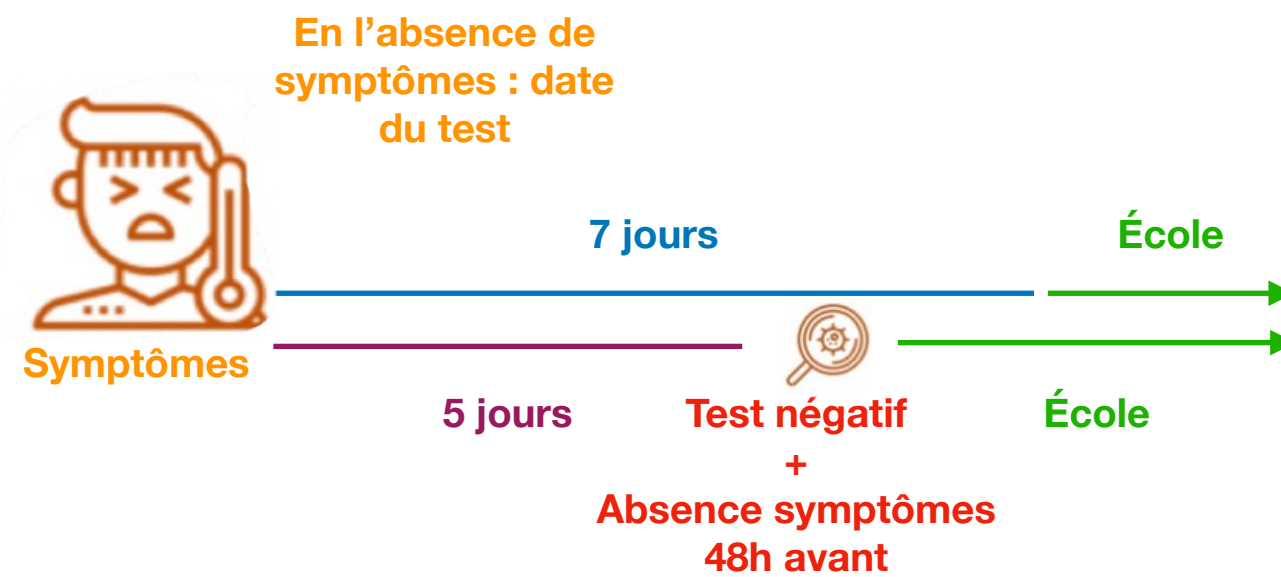 En l’absence de
symptômes : date
du test
7 jours
École
Symptômes
5 jours
Test négatif
École
+
Absence symptômes
48h avant